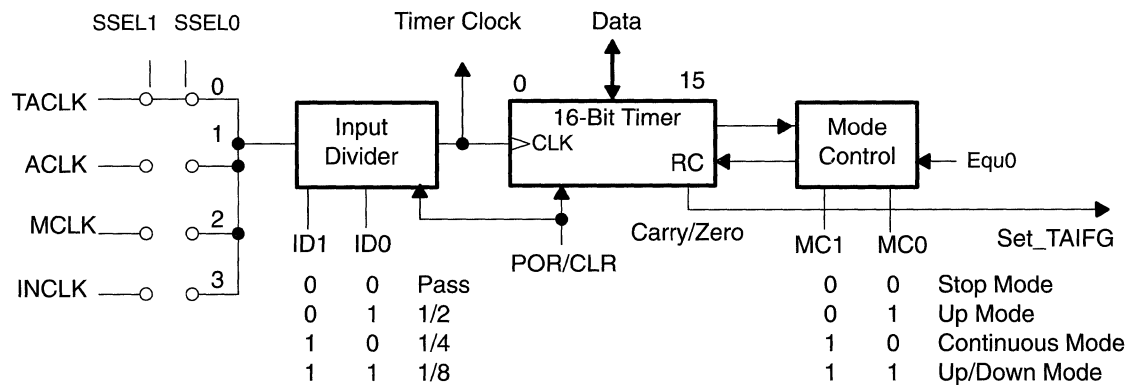 SSEL1 SSEL0 Timer Clock Data
TACLK 0 0 15
ACLK 1 Input Divider CLK 16-Bit Timer RC Mode Control Equ0
MCLK 2 ID1 ID0 POR/CLR Carry/Zero MC1 MC0 Set_TAIFG
INCLK 3
0 0 Pass 0 0 Stop Mode
0 1 1/2 0 1 Up Mode
1 0 1/4 1 0 Continuous Mode
1 1 1/8 1 1 Up/Down Mode